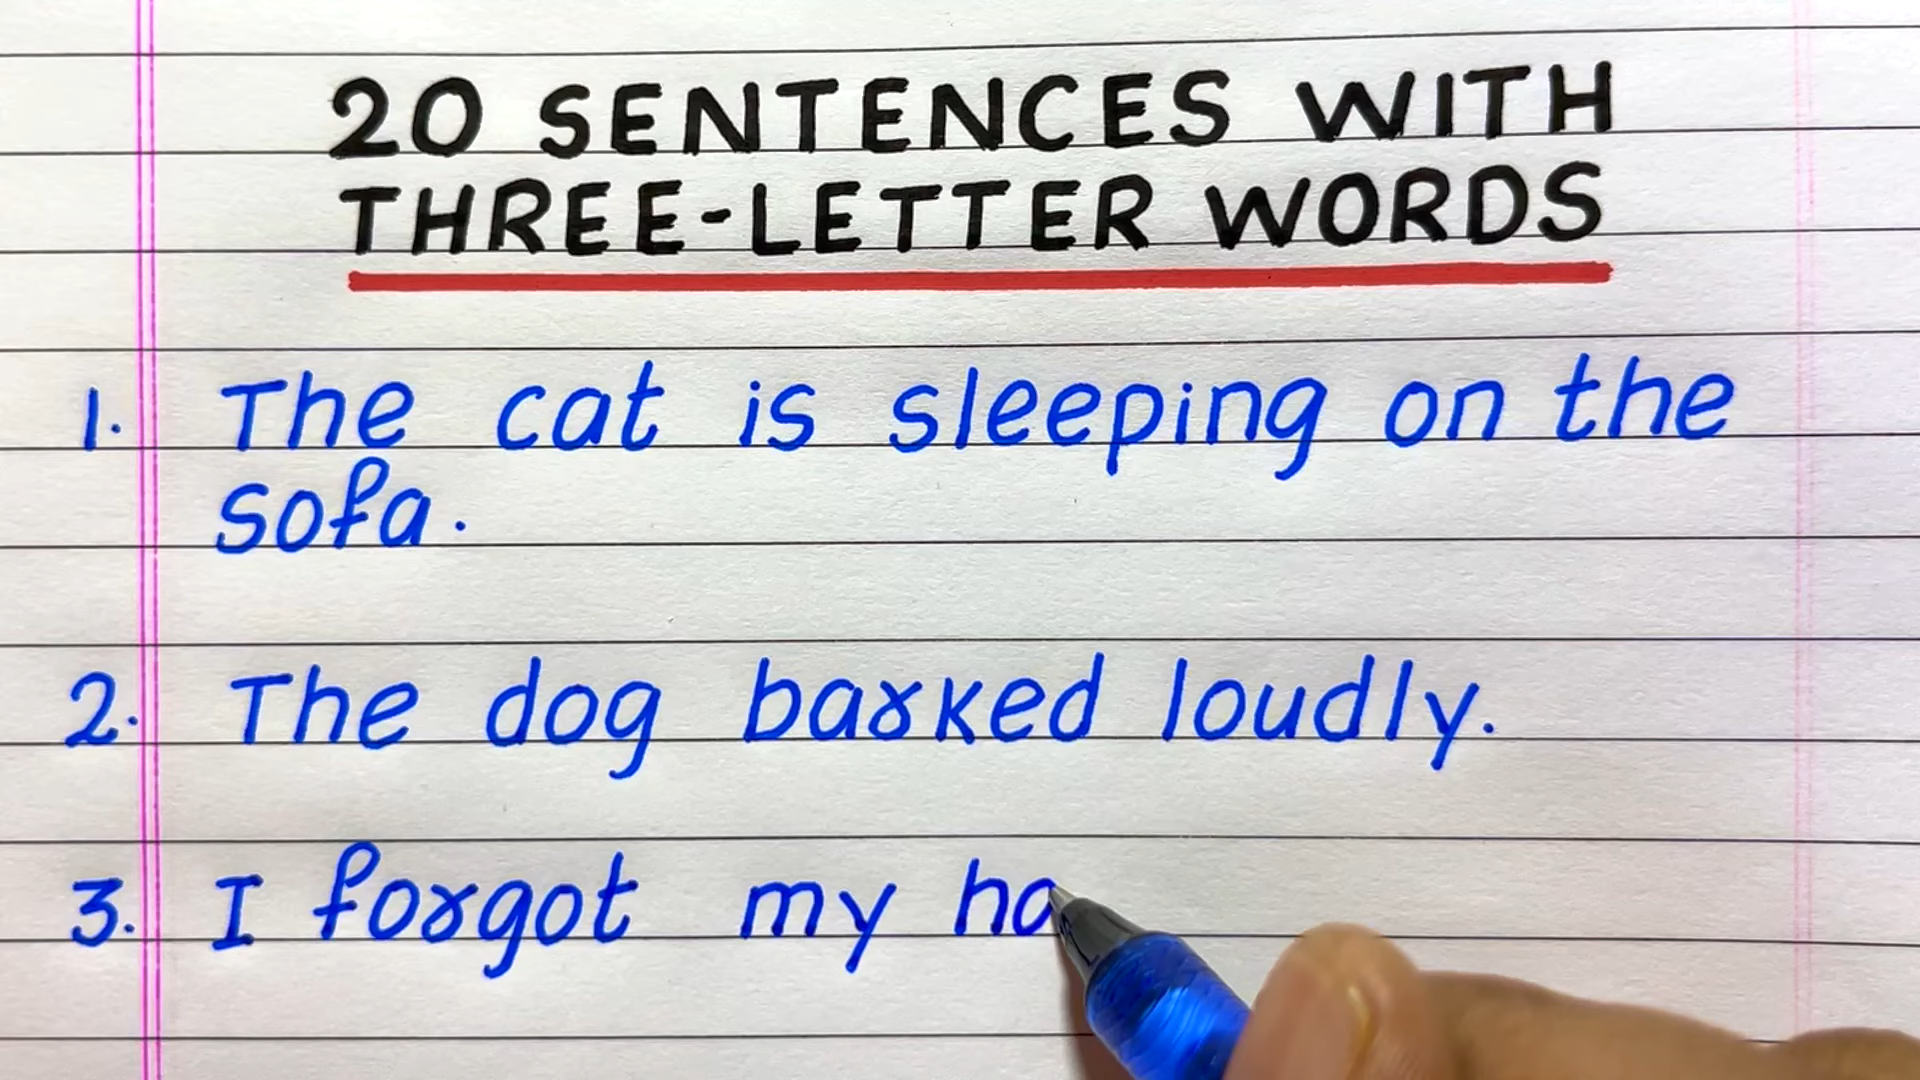 20 SENTENCES WITH
THREE-LETTER WORDS
1. The cat is sleeping on the
sofa.
2. The dog barked loudly.
3. I forgot my ha